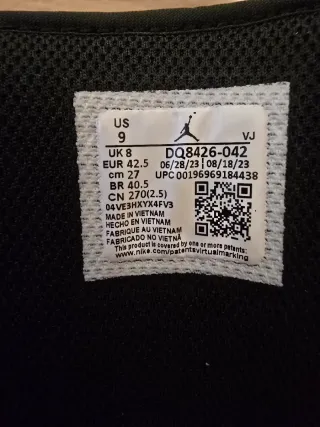 US
9
VJ
UK 8
DQ8426-042
EUR 42.5
06/28/23 | 08/18/23
cm 27
UPC 00196969184438
BR 40.5
CN 270(2.5)
04VE3HXYX4FV3
MADE IN VIETNAM
HECHO EN VIETNAM
FABRIQUE AU VIETNAM
FABRICADO NO VIETNÃ
This product is covered by one or more patents:
www.nike.com/patentsvirtualmarking